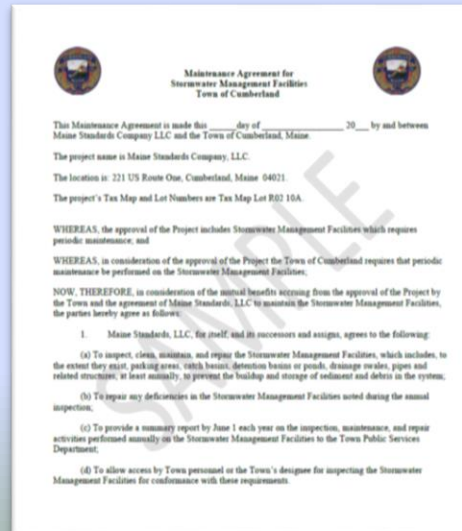 Maintenance Agreement for
Stormwater Management Facilities
Town of Cumberland
This Maintenance Agreement is made this _____day of __________________ 20___ by and between
Maine Standards Company LLC and the Town of Cumberland, Maine.
The project name is Maine Standards Company, LLC.
The location is: 221 US Route One, Cumberland, Maine 04021.
The project's Tax Map and Lot Numbers are Tax Map Lot R02 10A.
WHEREAS, the approval of the Project includes Stormwater Management Facilities which requires
periodic maintenance; and
WHEREAS, in consideration of the approval of the Project the Town of Cumberland requires that periodic
maintenance be performed on the Stormwater Management Facilities;
NOW, THEREFORE, in consideration of the mutual benefits accruing from the approval of the Project by
the Town and the agreement of Maine Standards, LLC to maintain the Stormwater Management Facilities,
the parties hereby agree as follows:
1. Maine Standards, LLC, for itself, and its successors and assigns, agrees to the following:
(a) To inspect, clean, maintain, and repair the Stormwater Management Facilities, which includes, to
the extent they exist, parking areas, catch basins, detention basins or ponds, drainage swales, pipes and
related structures, at least annually, to prevent the buildup and storage of sediment and debris in the system;
(b) To repair any deficiencies in the Stormwater Management Facilities noted during the annual
inspection;
(c) To provide a summary report by June 1 each year on the inspection, maintenance, and repair
activities performed annually on the Stormwater Management Facilities to the Town Public Services
Department;
(d) To allow access by Town personnel or the Town's designee for inspecting the Stormwater
Management Facilities for conformance with these requirements.
SAMPLE